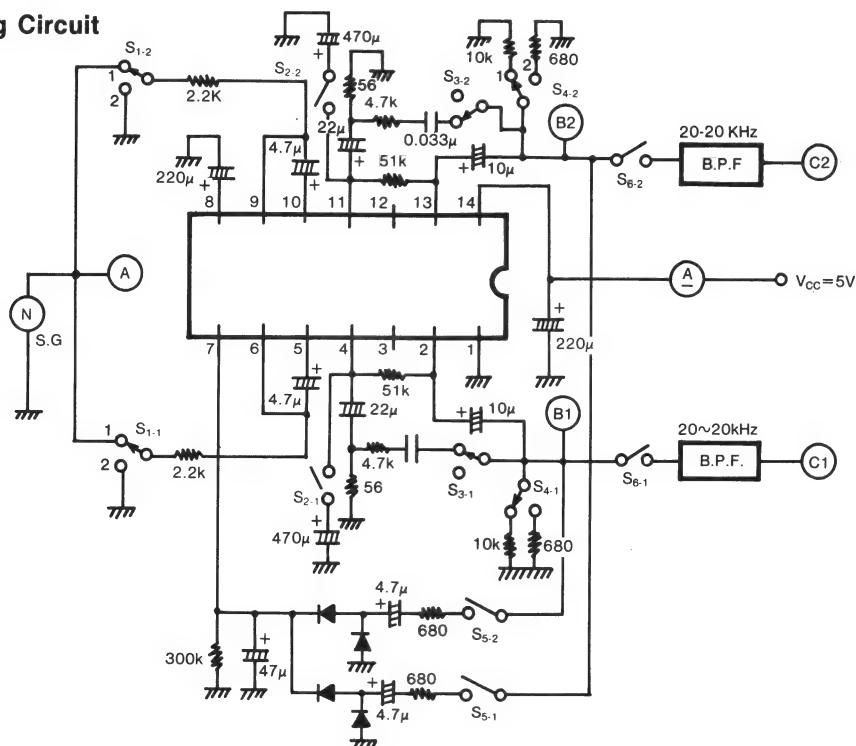 g Circuit
S1-2
1
2
2.2K
470μ
+
S2-2
22μ
+
56
4.7k
0.033μ
S3-2
10k
680
1
2
S4-2
B2
20-20 KHz
B.P.F
C2
S6-2
220μ
+
4.7μ
+
51k
+
10μ
8
9
10
11
12
13
14
A
N
S.G
A
VCC=5V
+
220μ
7
6
5
4
3
2
1
4.7μ
+
51k
22μ
10μ
+
B1
20~20kHz
B.P.F.
C1
S6-1
1
2
S1-1
2.2k
4.7k
56
S3-1
S4-1
S2-1
470μ
+
10k
680
4.7μ
+
680
S5-2
300k
+
47μ
+
4.7μ
680
S5-1